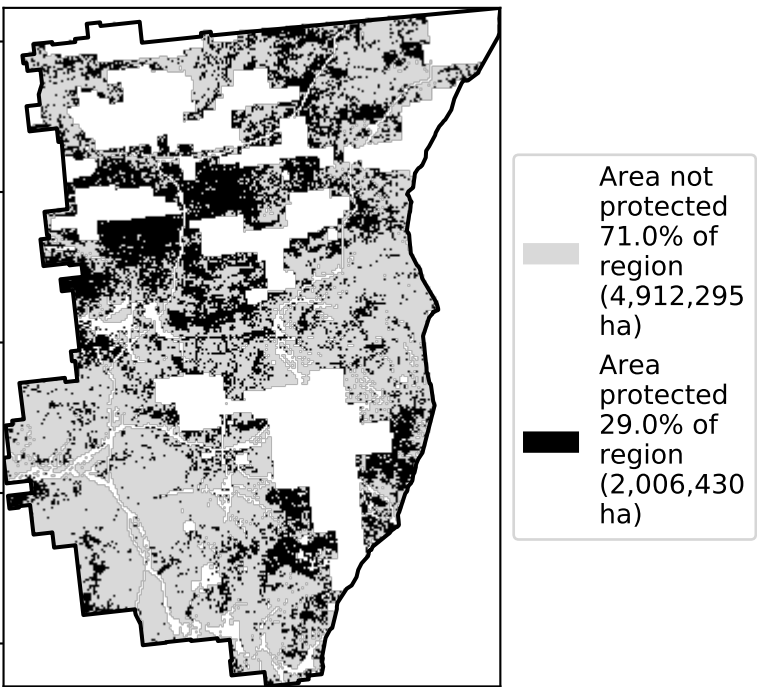 Area not
protected
71.0% of
region
(4,912,295
ha)
Area
protected
29.0% of
region
(2,006,430
ha)